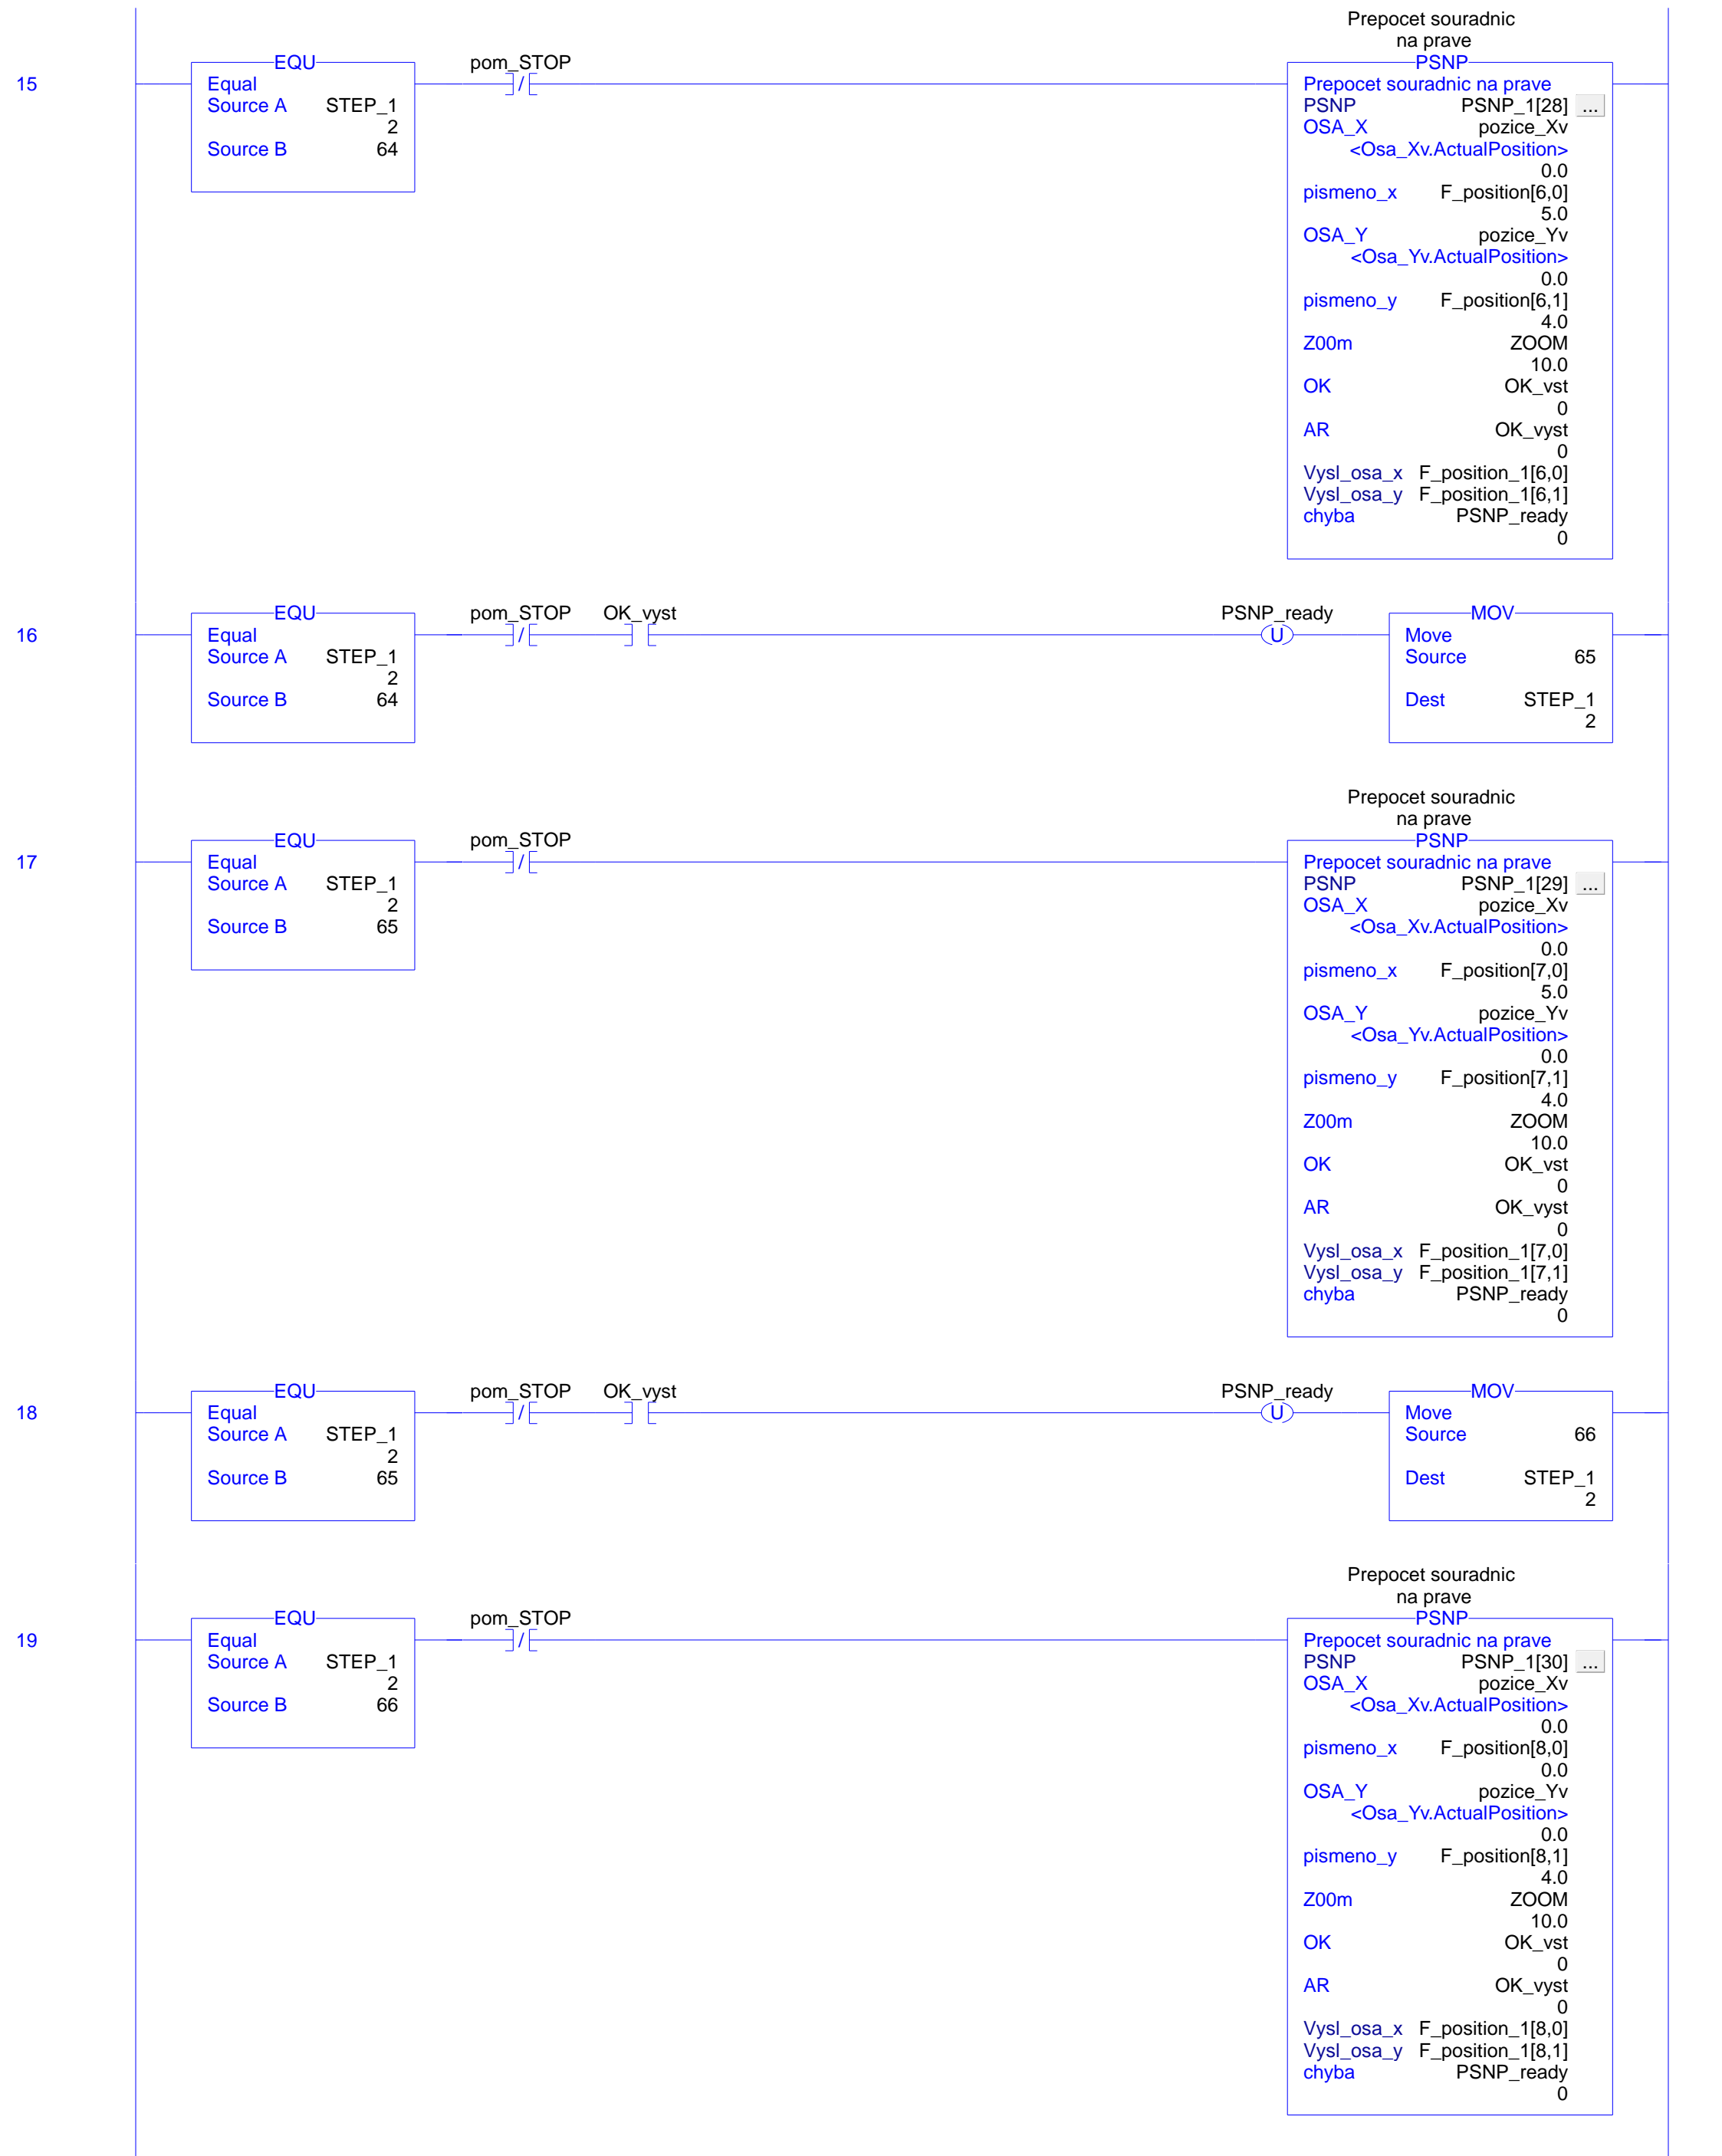 Prepocet souradnic
na prave
15
EQU
Equal
Source A STEP_1
2
Source B 64
pom_STOP
PSNP
Prepocet souradnic na prave
PSNP PSNP_1[28] ...
OSA_X pozice_Xv
<Osa_Xv.ActualPosition>
0.0
pismeno_x F_position[6,0]
5.0
OSA_Y pozice_Yv
<Osa_Yv.ActualPosition>
0.0
pismeno_y F_position[6,1]
4.0
Z00m ZOOM
10.0
OK OK_vst
0
AR OK_vyst
0
Vysl_osa_x F_position_1[6,0]
Vysl_osa_y F_position_1[6,1]
chyba PSNP_ready
0
16
EQU
Equal
Source A STEP_1
2
Source B 64
pom_STOP OK_vyst
PSNP_ready
U
MOV
Move
Source 65
Dest STEP_1
2
Prepocet souradnic
na prave
17
EQU
Equal
Source A STEP_1
2
Source B 65
pom_STOP
PSNP
Prepocet souradnic na prave
PSNP PSNP_1[29] ...
OSA_X pozice_Xv
<Osa_Xv.ActualPosition>
0.0
pismeno_x F_position[7,0]
5.0
OSA_Y pozice_Yv
<Osa_Yv.ActualPosition>
0.0
pismeno_y F_position[7,1]
4.0
Z00m ZOOM
10.0
OK OK_vst
0
AR OK_vyst
0
Vysl_osa_x F_position_1[7,0]
Vysl_osa_y F_position_1[7,1]
chyba PSNP_ready
0
18
EQU
Equal
Source A STEP_1
2
Source B 65
pom_STOP OK_vyst
PSNP_ready
U
MOV
Move
Source 66
Dest STEP_1
2
Prepocet souradnic
na prave
19
EQU
Equal
Source A STEP_1
2
Source B 66
pom_STOP
PSNP
Prepocet souradnic na prave
PSNP PSNP_1[30] ...
OSA_X pozice_Xv
<Osa_Xv.ActualPosition>
0.0
pismeno_x F_position[8,0]
0.0
OSA_Y pozice_Yv
<Osa_Yv.ActualPosition>
0.0
pismeno_y F_position[8,1]
4.0
Z00m ZOOM
10.0
OK OK_vst
0
AR OK_vyst
0
Vysl_osa_x F_position_1[8,0]
Vysl_osa_y F_position_1[8,1]
chyba PSNP_ready
0